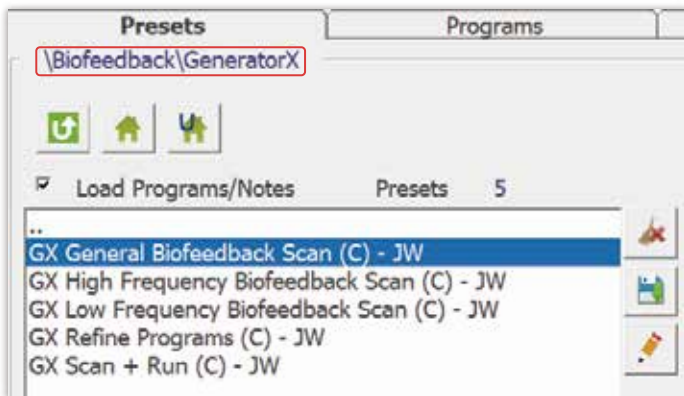 Presets Programs
\Biofeedback\GeneratorX
U
Load Programs/Notes Presets 5
..
GX General Biofeedback Scan (C) - JW
GX High Frequency Biofeedback Scan (C) - JW
GX Low Frequency Biofeedback Scan (C) - JW
GX Refine Programs (C) - JW
GX Scan + Run (C) - JW